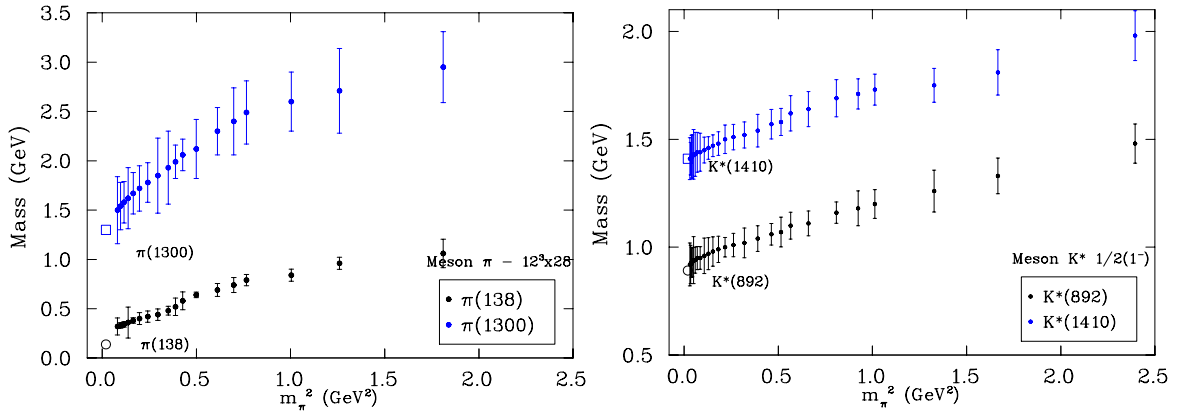 3.5
3.0
2.5
2.0
1.5
1.0
0.5
0.0
Mass (GeV)
π(1300)
π(138)
Meson π − 12³x28
π(138)
π(1300)
0.0 0.5 1.0 1.5 2.0 2.5
m_π² (GeV²)
2.0
1.5
1.0
0.5
Mass (GeV)
K*(1410)
K*(892)
Meson K* 1/2(1⁻)
K*(892)
K*(1410)
0.0 0.5 1.0 1.5 2.0 2.5
m_π² (GeV²)